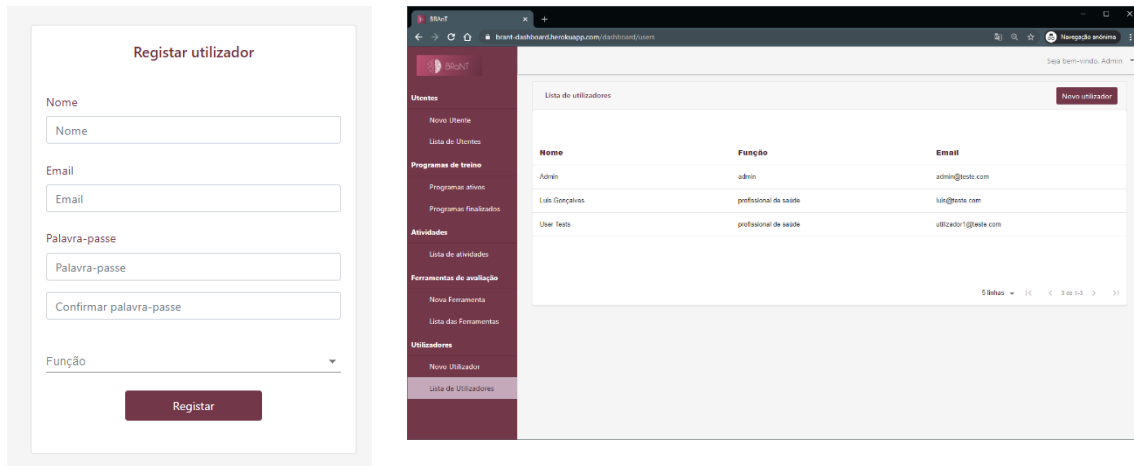 Registar utilizador
Nome
Nome
Email
Email
Palavra-passe
Palavra-passe
Confirmar palavra-passe
Função
Registar
BRAnT
brant-dashboard.herokuapp.com/dashboard/users
Navegação anónima
BRaNT
Seja bem-vindo, Admin
Utentes
Novo Utente
Lista de Utentes
Programas de treino
Programas ativos
Programas finalizados
Atividades
Lista de atividades
Ferramentas de avaliação
Nova Ferramenta
Lista das Ferramentas
Utilizadores
Novo Utilizador
Lista de Utilizadores
Lista de utilizadores Novo utilizador
Nome Função Email
Admin admin admin@teste.com
Luís Gonçalves profissional de saúde luis@teste.com
User Tests profissional de saúde utilizador1@teste.com
5 linhas 3 de 1-3